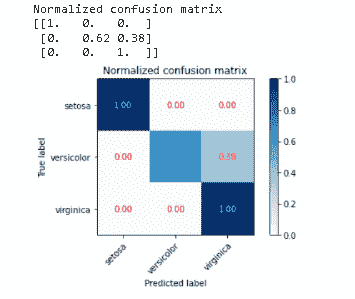 Normalized confusion matrix
[[1. 0. 0. ]
[0. 0.62 0.38]
[0. 0. 1. ]]
Normalized confusion matrix
1.0
setosa 1.00 0.00 0.00
0.8
0.6
True label
versicolor 0.00 0.38
0.4
0.2
virginica 0.00 0.00 1.00
0.0
setosa
versicolor
virginica
Predicted label